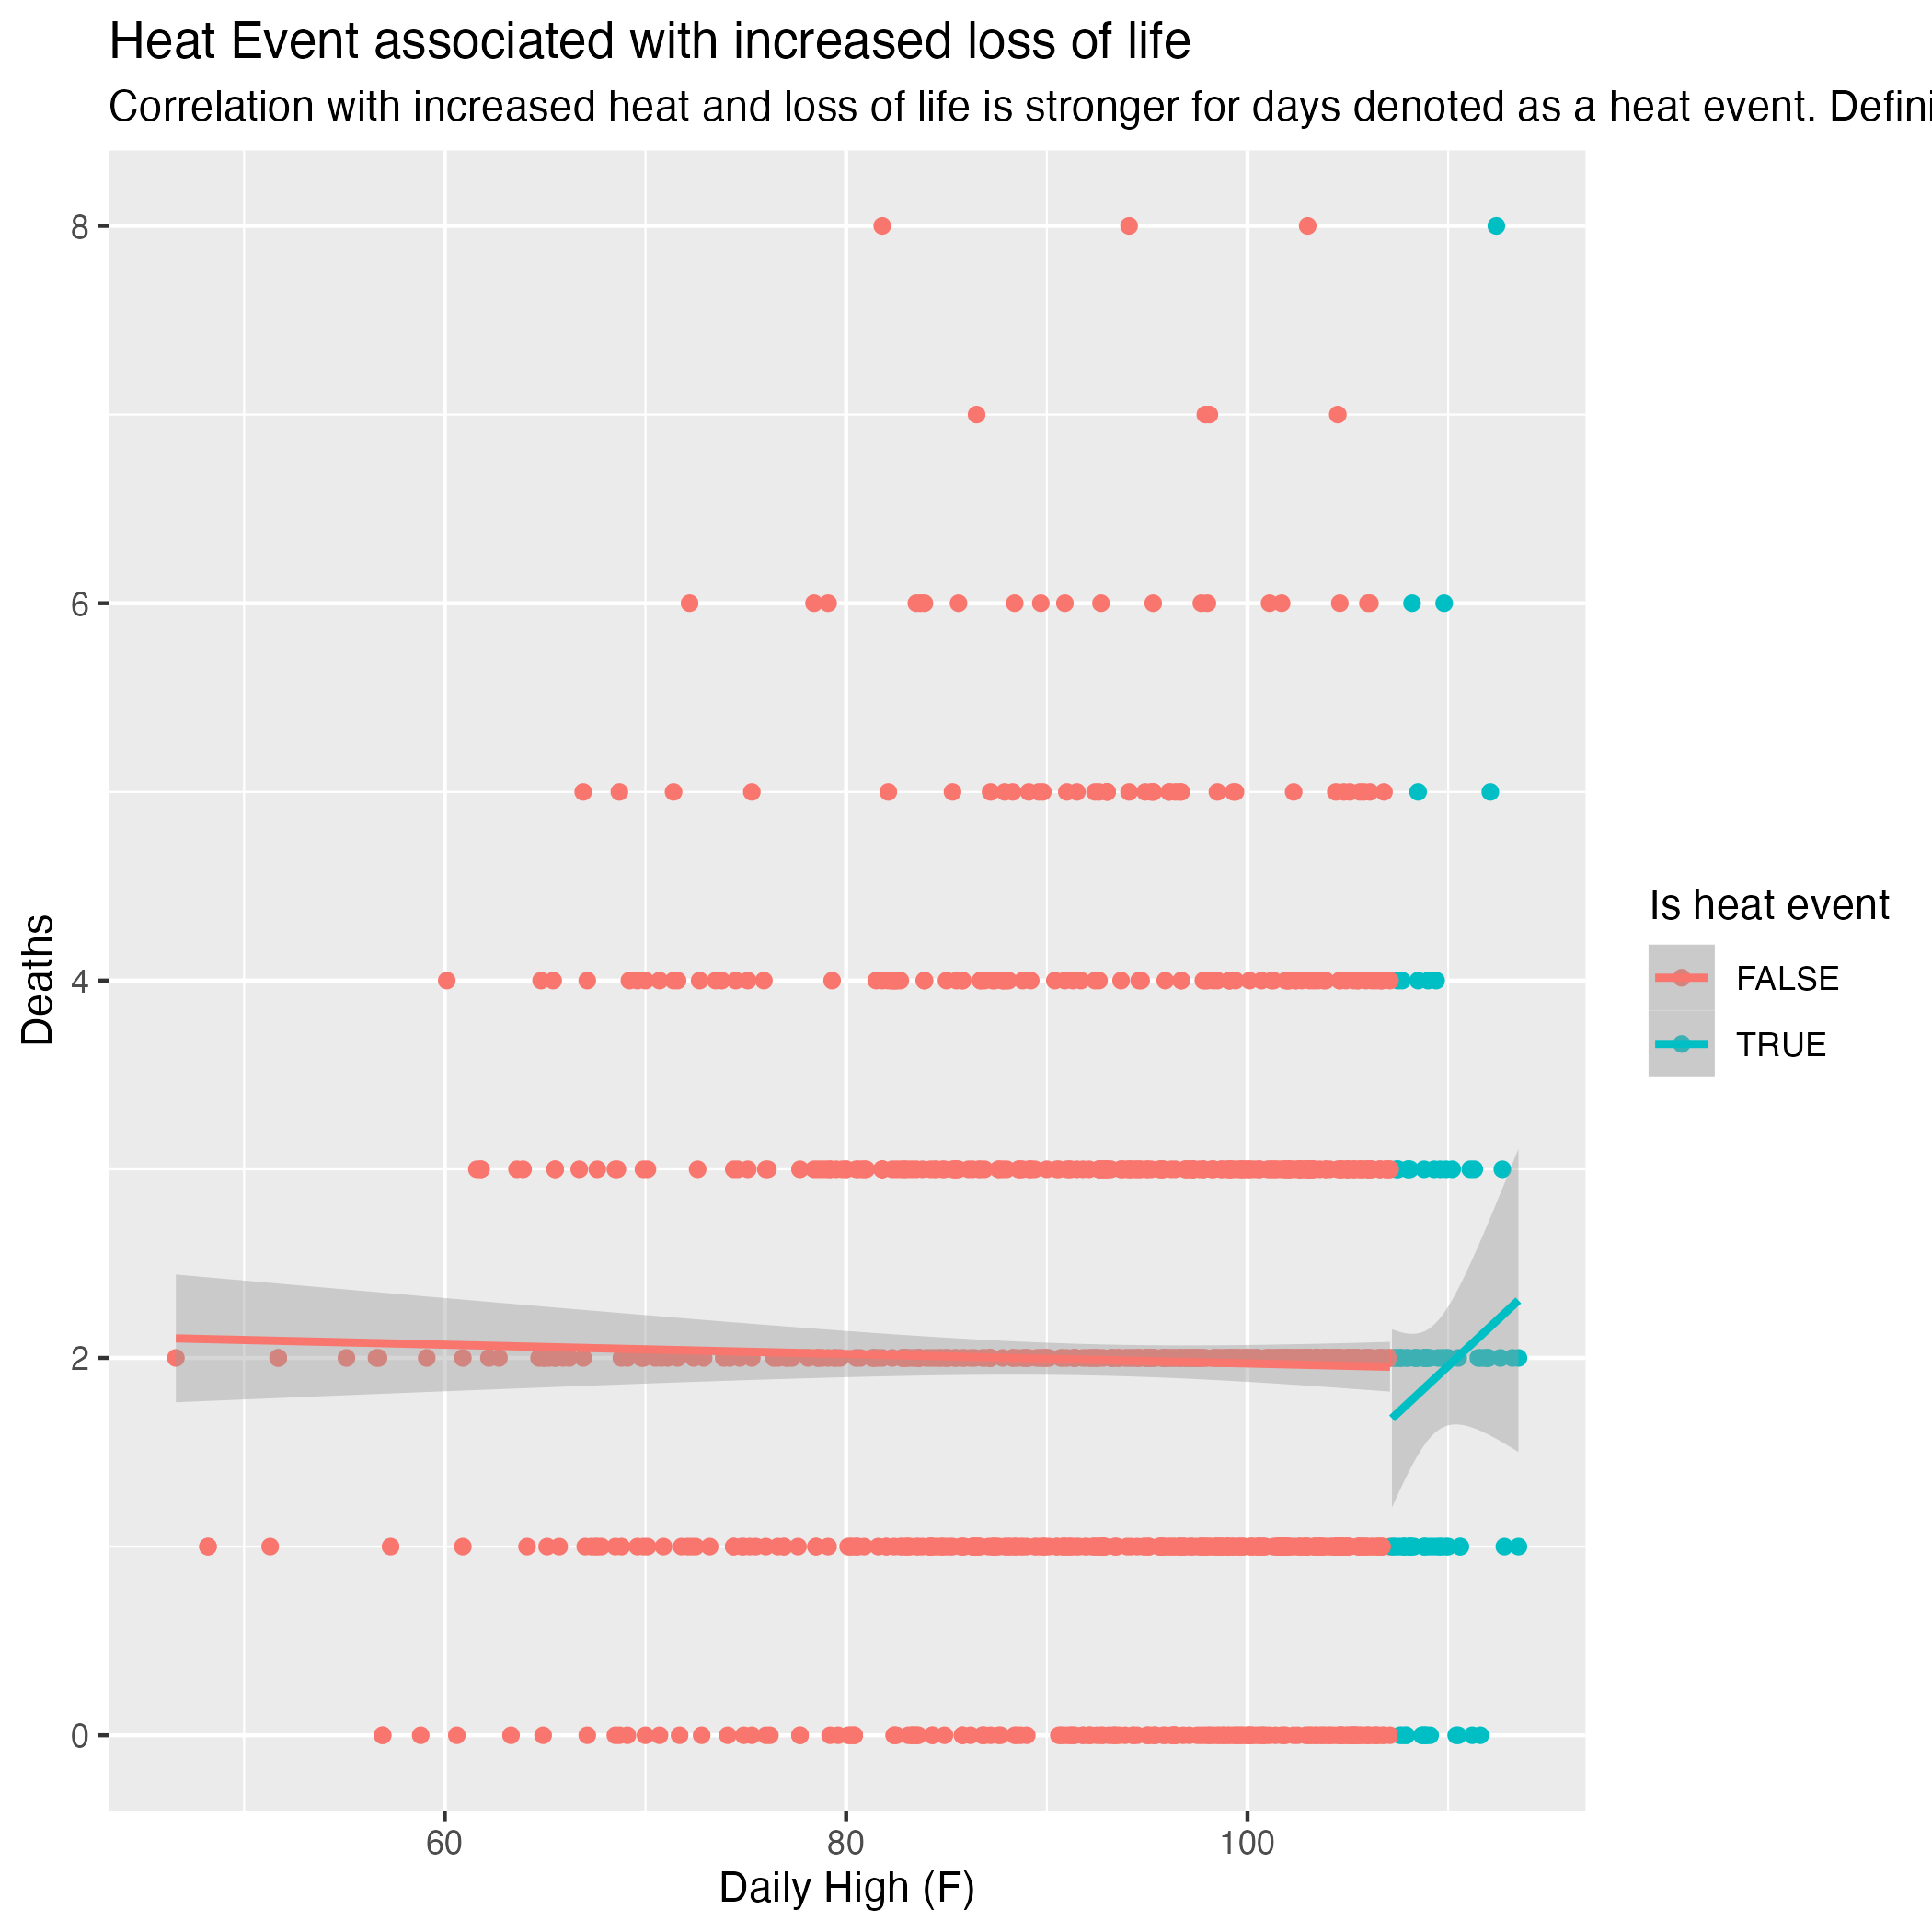 Heat Event associated with increased loss of life
Correlation with increased heat and loss of life is stronger for days denoted as a heat event.
8
6
4
2
0
Deaths
60
80
100
Daily High (F)
Is heat event
FALSE
TRUE